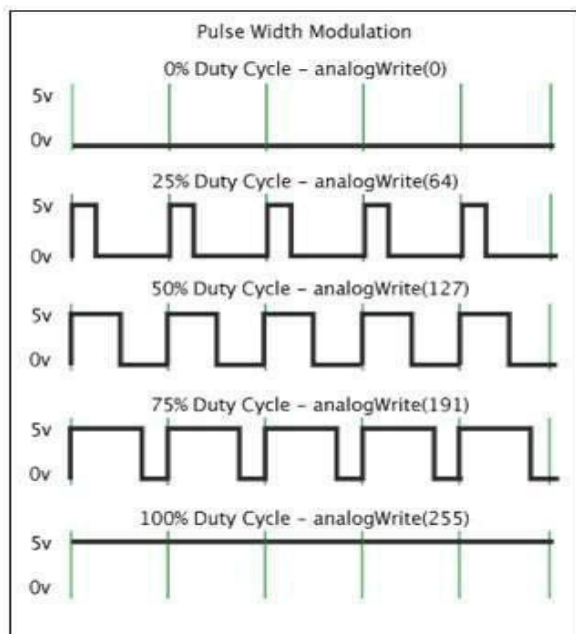 Pulse Width Modulation
0% Duty Cycle – analogWrite(0)
5v
0v
25% Duty Cycle – analogWrite(64)
5v
0v
50% Duty Cycle – analogWrite(127)
5v
0v
75% Duty Cycle – analogWrite(191)
5v
0v
100% Duty Cycle – analogWrite(255)
5v
0v